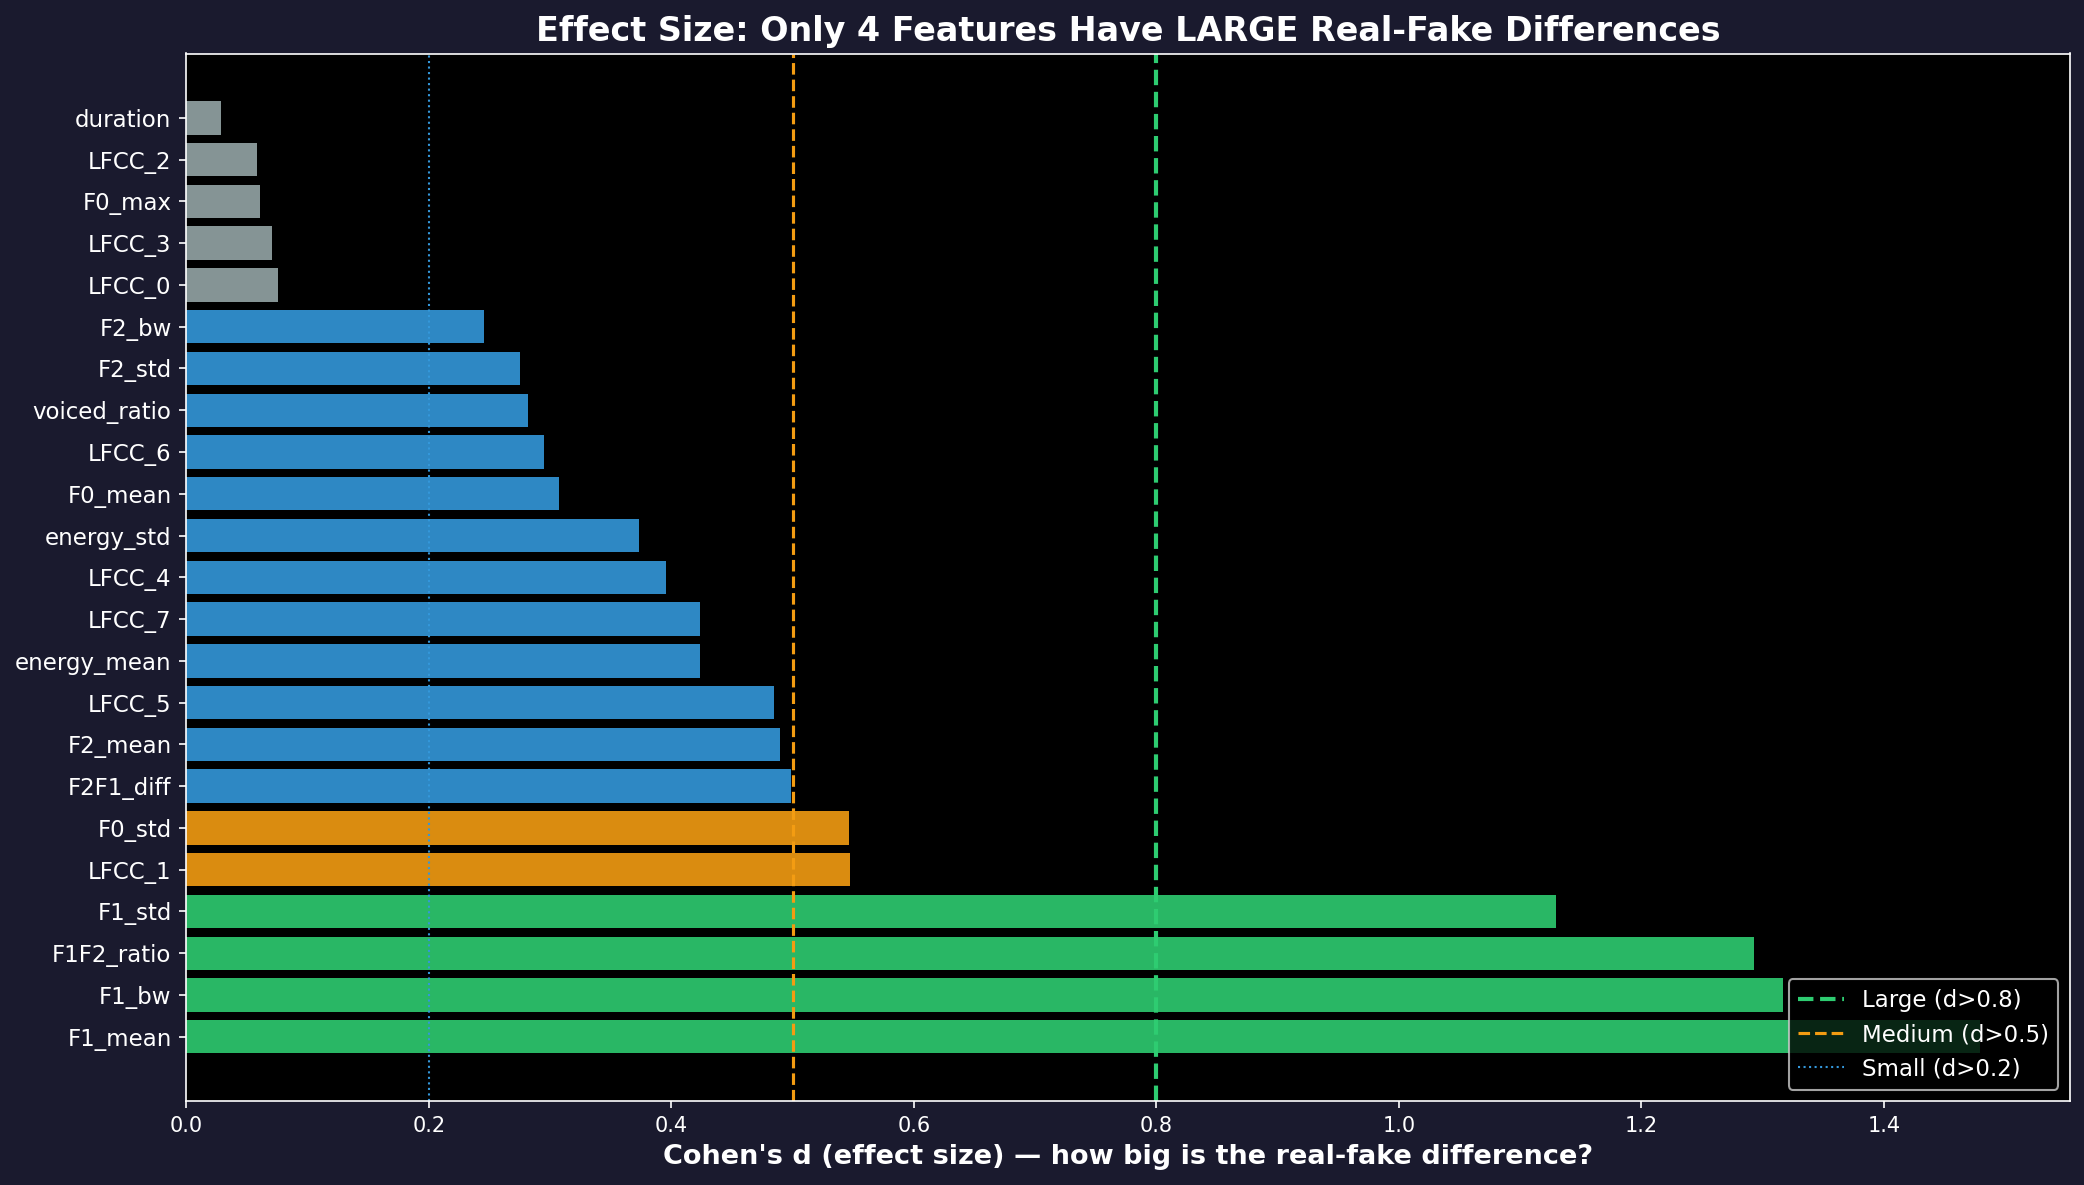 Effect Size: Only 4 Features Have LARGE Real-Fake Differences
duration
LFCC_2
F0_max
LFCC_3
LFCC_0
F2_bw
F2_std
voiced_ratio
LFCC_6
F0_mean
energy_std
LFCC_4
LFCC_7
energy_mean
LFCC_5
F2_mean
F2F1_diff
F0_std
LFCC_1
F1_std
F1F2_ratio
F1_bw
F1_mean
Large (d>0.8)
Medium (d>0.5)
Small (d>0.2)
0.0 0.2 0.4 0.6 0.8 1.0 1.2 1.4
Cohen's d (effect size) — how big is the real-fake difference?